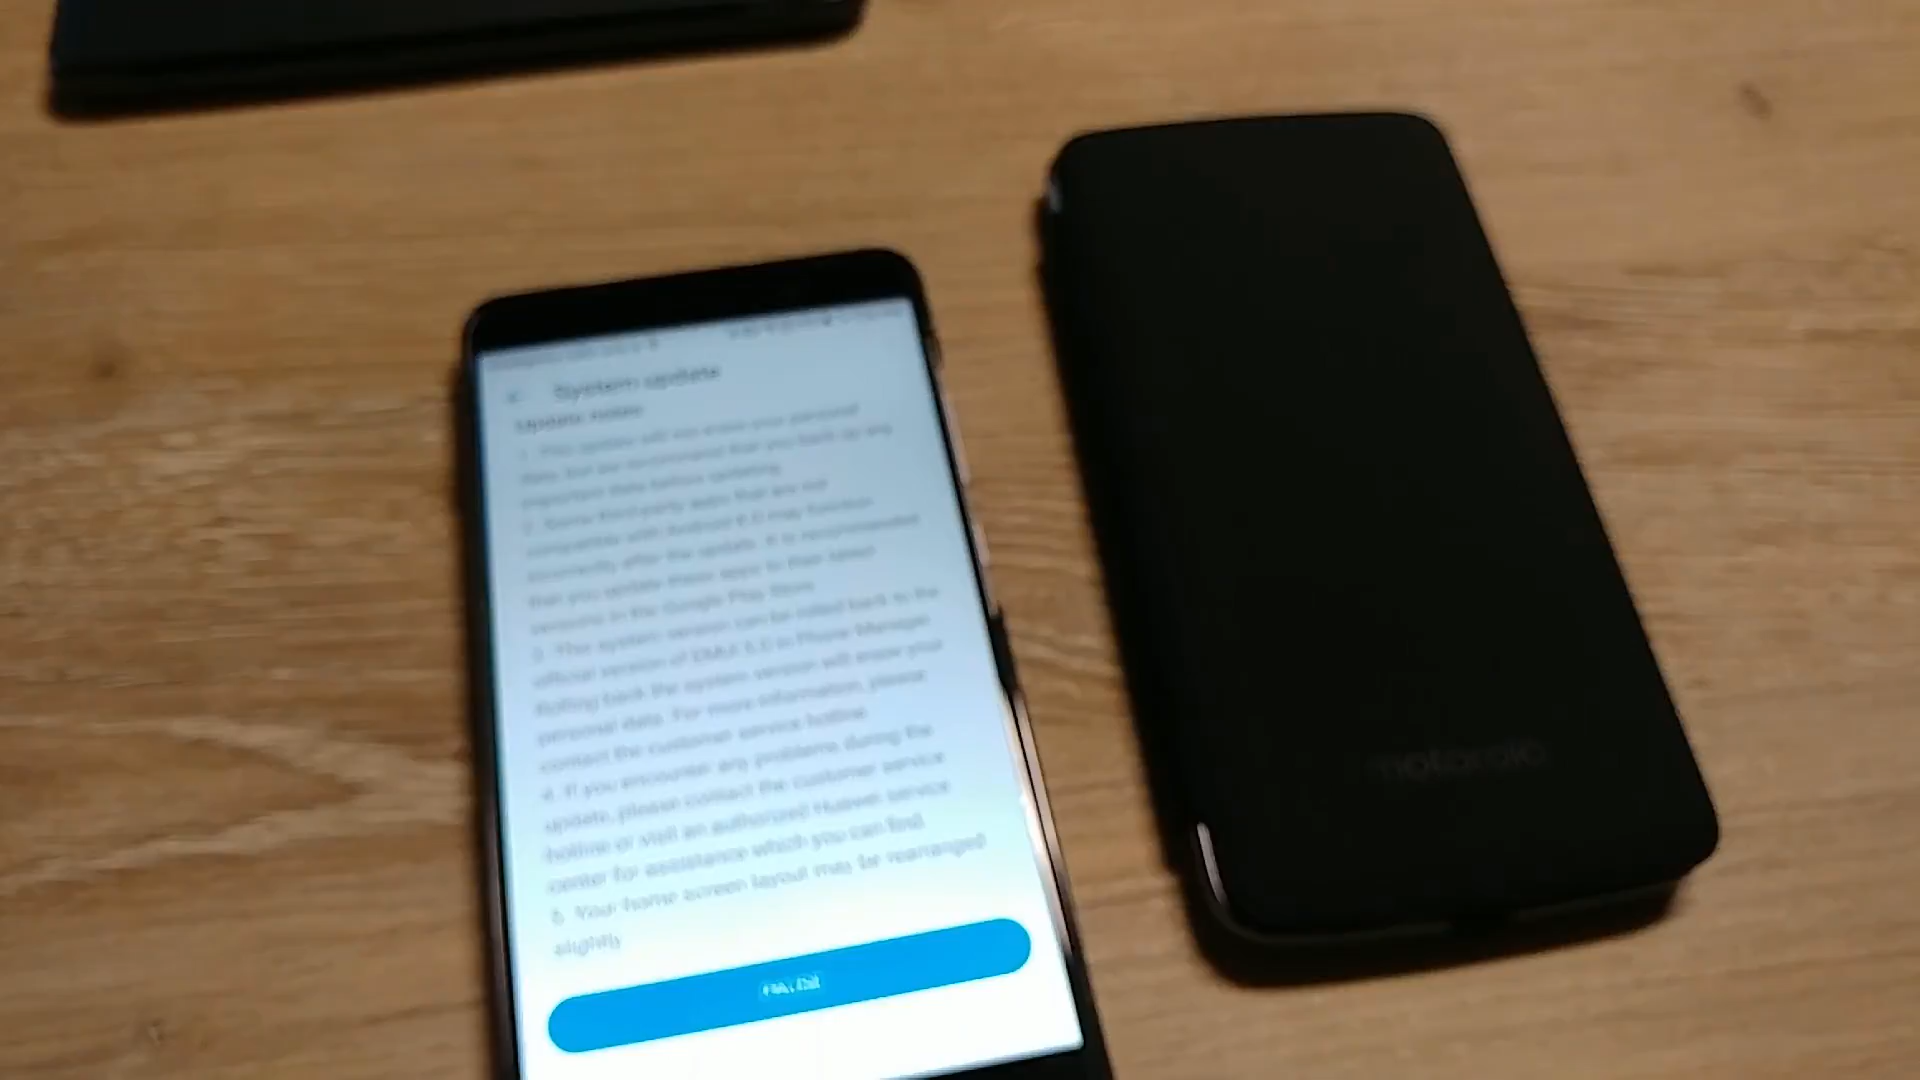 System update
Update notes
1. This update will not erase your personal
data, but we recommend that you back up any
important data before updating.
2. Some third-party apps that are not
compatible with Android 8.0 may function
incorrectly after the update. It is recommended
that you update these apps to their latest
versions in the Google Play Store.
3. This system version can be rolled back to the
official version of EMUI 5.0 in Phone Manager.
Rolling back the system version will erase your
personal data. For more information, please
contact the customer service hotline.
4. If you encounter any problems during the
update, please contact the customer service
hotline or visit an authorized Huawei service
center for assistance which you can find
5. Your home screen layout may be rearranged
slightly.
motorola